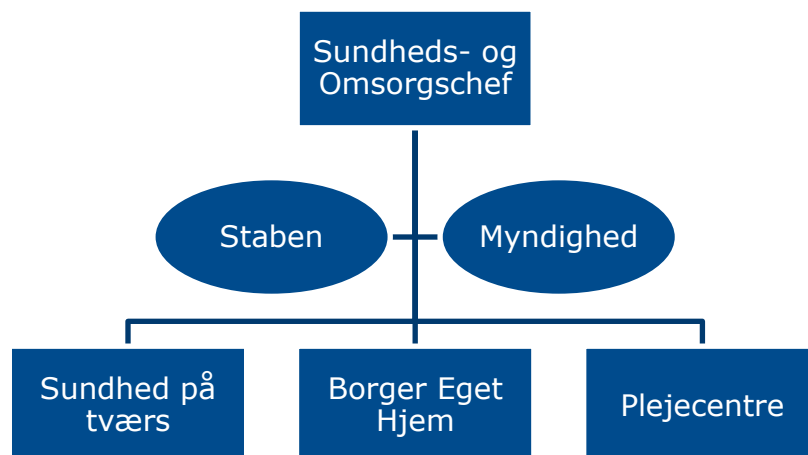 Sundheds- og
Omsorgschef
Staben
Myndighed
Sundhed på
tværs
Borger Eget
Hjem
Plejecentre